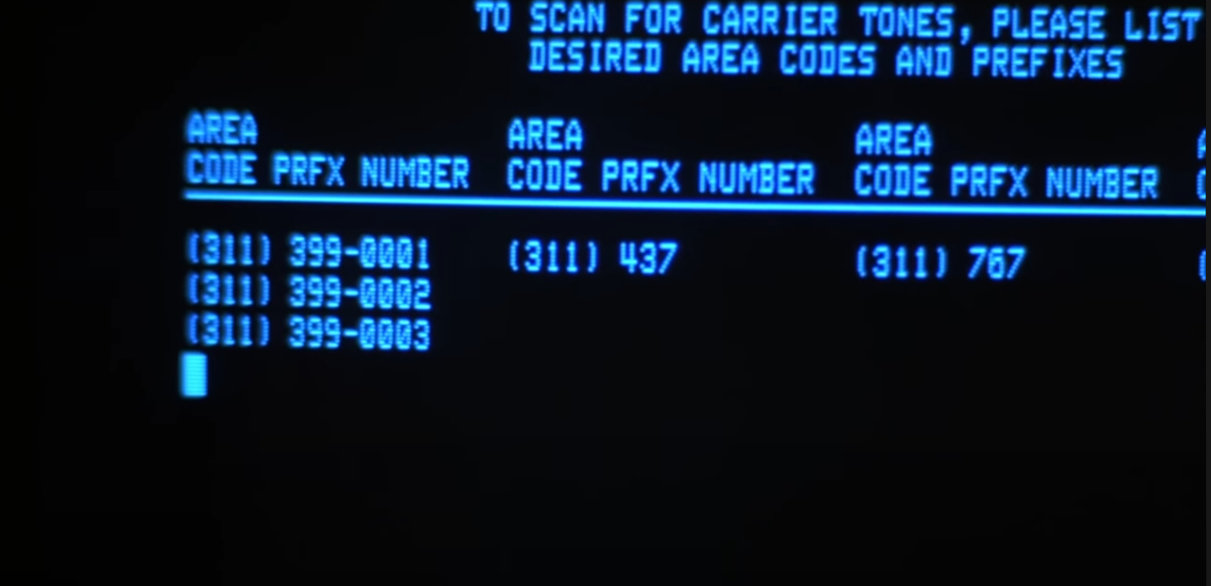 TO SCAN FOR CARRIER TONES, PLEASE LIST
DESIRED AREA CODES AND PREFIXES
AREA AREA AREA
CODE PRFX NUMBER CODE PRFX NUMBER CODE PRFX NUMBER
(311) 399-0001 (311) 437 (311) 767
(311) 399-0002
(311) 399-0003